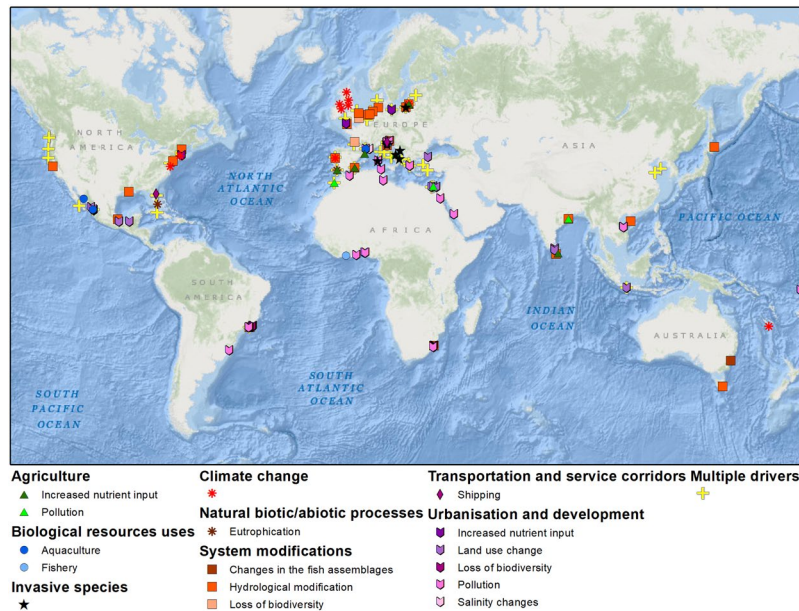 NORTH
AMERICA
EUROPE
ASIA
NORTH
ATLANTIC
OCEAN
PACIFIC OCEAN
AFRICA
SOUTH
AMERICA
INDIAN
OCEAN
AUSTRALIA
SOUTH
ATLANTIC
OCEAN
SOUTH
PACIFIC
OCEAN
Agriculture
Increased nutrient input
Pollution
Biological resources uses
Aquaculture
Fishery
Invasive species
Climate change
Natural biotic/abiotic processes
Eutrophication
System modifications
Changes in the fish assemblages
Hydrological modification
Loss of biodiversity
Transportation and service corridors
Shipping
Urbanisation and development
Increased nutrient input
Land use change
Loss of biodiversity
Pollution
Salinity changes
Multiple drivers